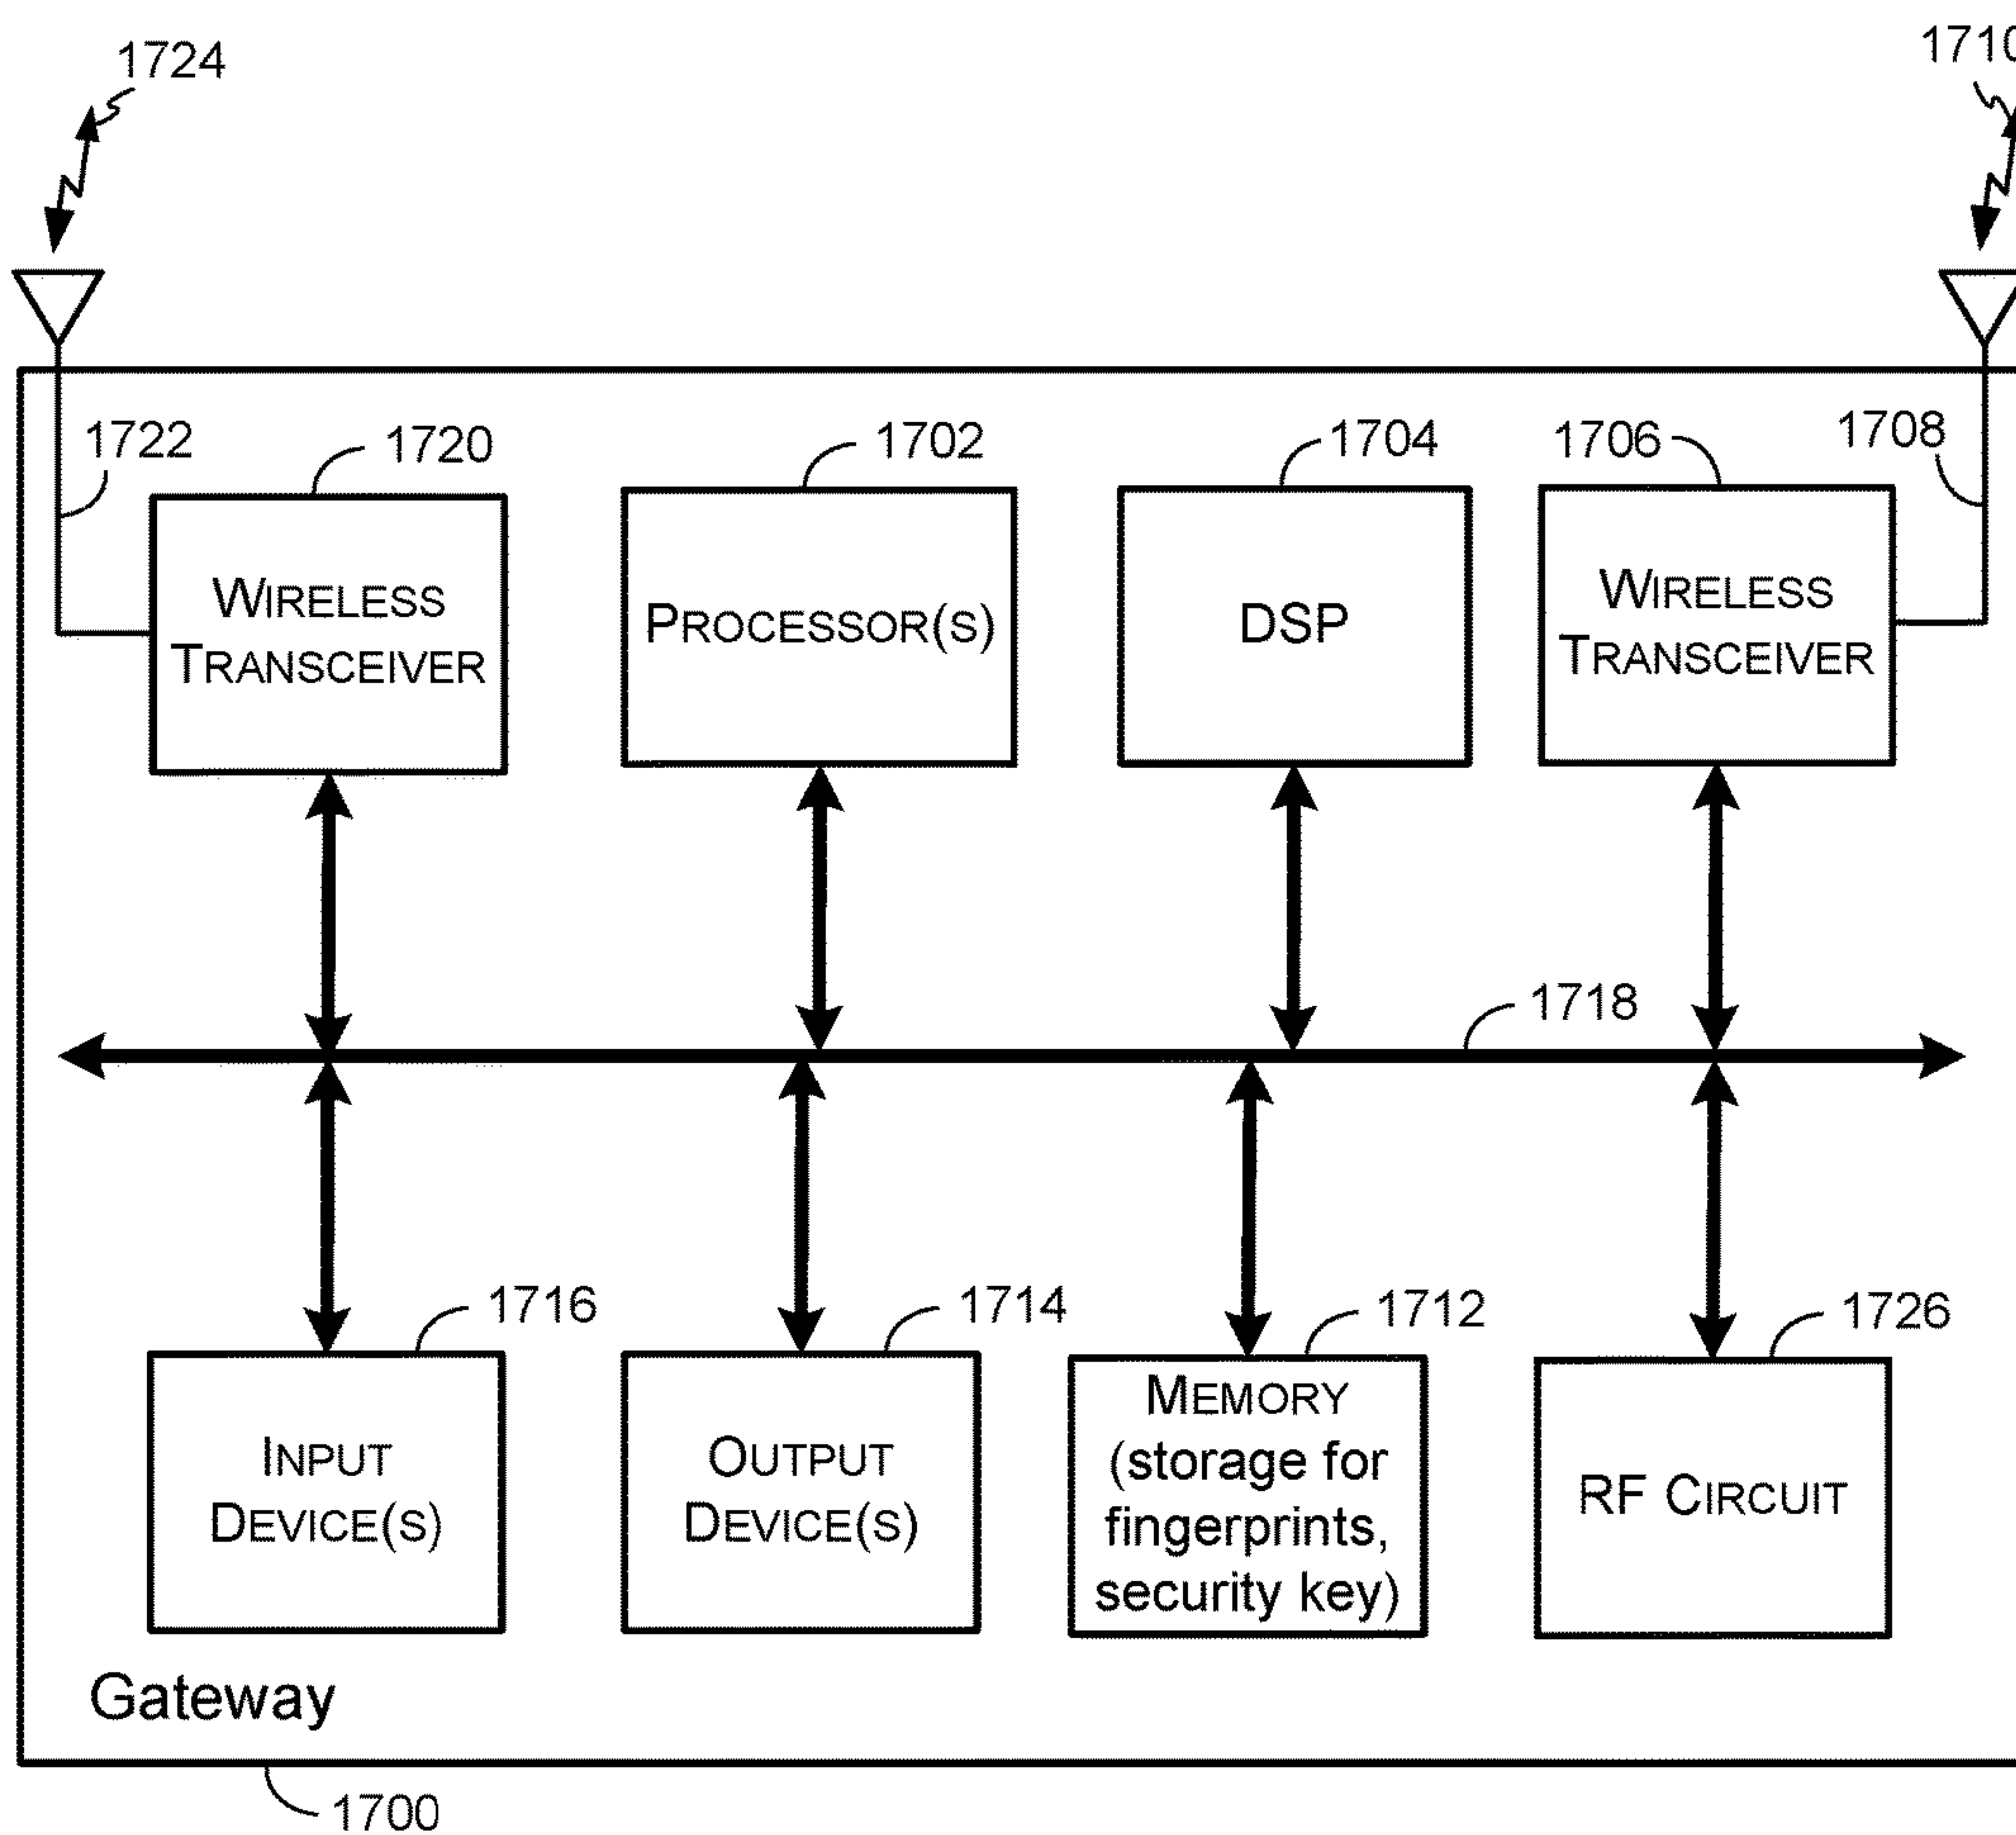 1724
1710
1722
1720
1702
1704
1706
1708
WIRELESS
TRANSCEIVER
PROCESSOR(S)
DSP
WIRELESS
TRANSCEIVER
1718
1716
1714
1712
1726
INPUT
DEVICE(S)
OUTPUT
DEVICE(S)
MEMORY
(storage for
fingerprints,
security key)
RF CIRCUIT
Gateway
1700